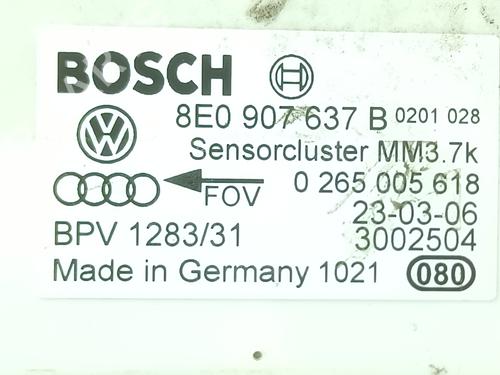 BOSCH
8E0 907 637 B 0201 028
Sensorcluster MM3.7k
FOV
0 265 005 618
23-03-06
BPV 1283/31
3002504
Made in Germany 1021
080